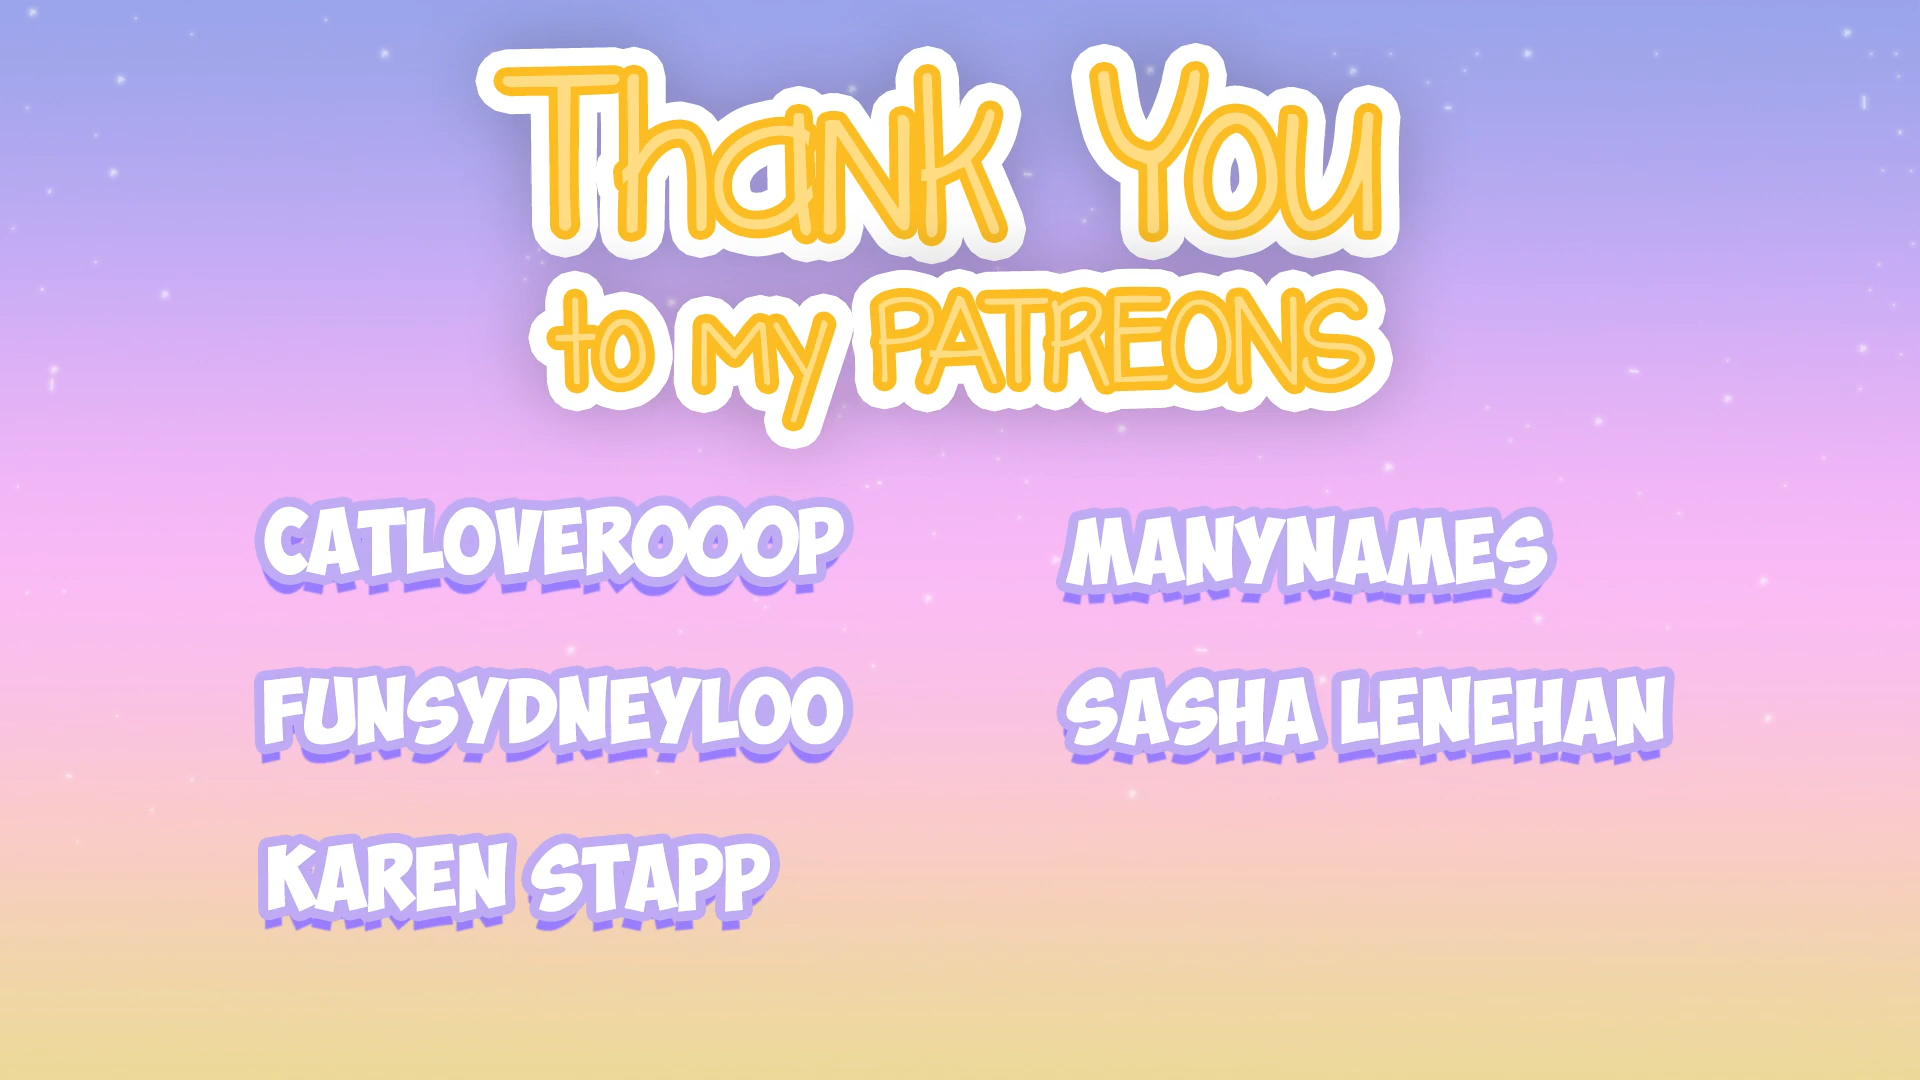 Thank You
to my PATREONS
CATLOVEROOOP
MANYNAMES
FUNSYDNEYLOO
SASHA LENEHAN
KAREN STAPP